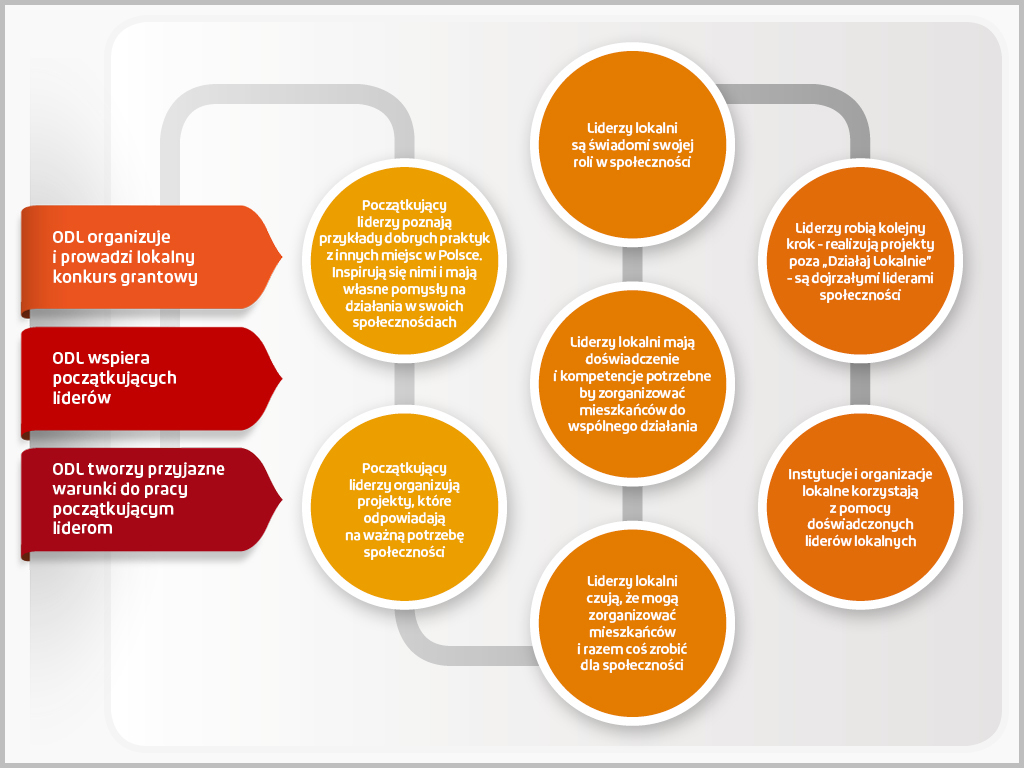 ODL organizuje
i prowadzi lokalny
konkurs grantowy
ODL wspiera
początkujących
liderów
ODL tworzy przyjazne
warunki do pracy
początkującym
liderom
Początkujący
liderzy poznają
przykłady dobrych praktyk
z innych miejsc w Polsce.
Inspirują się nimi i mają
własne pomysły na
działania w swoich
społecznościach
Początkujący
liderzy organizują
projekty, które
odpowiadają
na ważną potrzebę
społeczności
Liderzy lokalni
czują, że mogą
zorganizować
mieszkańców
i razem coś zrobić
dla społeczności
Liderzy lokalni mają
doświadczenie
i kompetencje potrzebne
by zorganizować
mieszkańców do
wspólnego działania
Liderzy lokalni
są świadomi swojej
roli w społeczności
Liderzy robią kolejny
krok - realizują projekty
poza „Działaj Lokalnie”
- są dojrzałymi liderami
społeczności
Instytucje i organizacje
lokalne korzystają
z pomocy
doświadczonych
liderów lokalnych